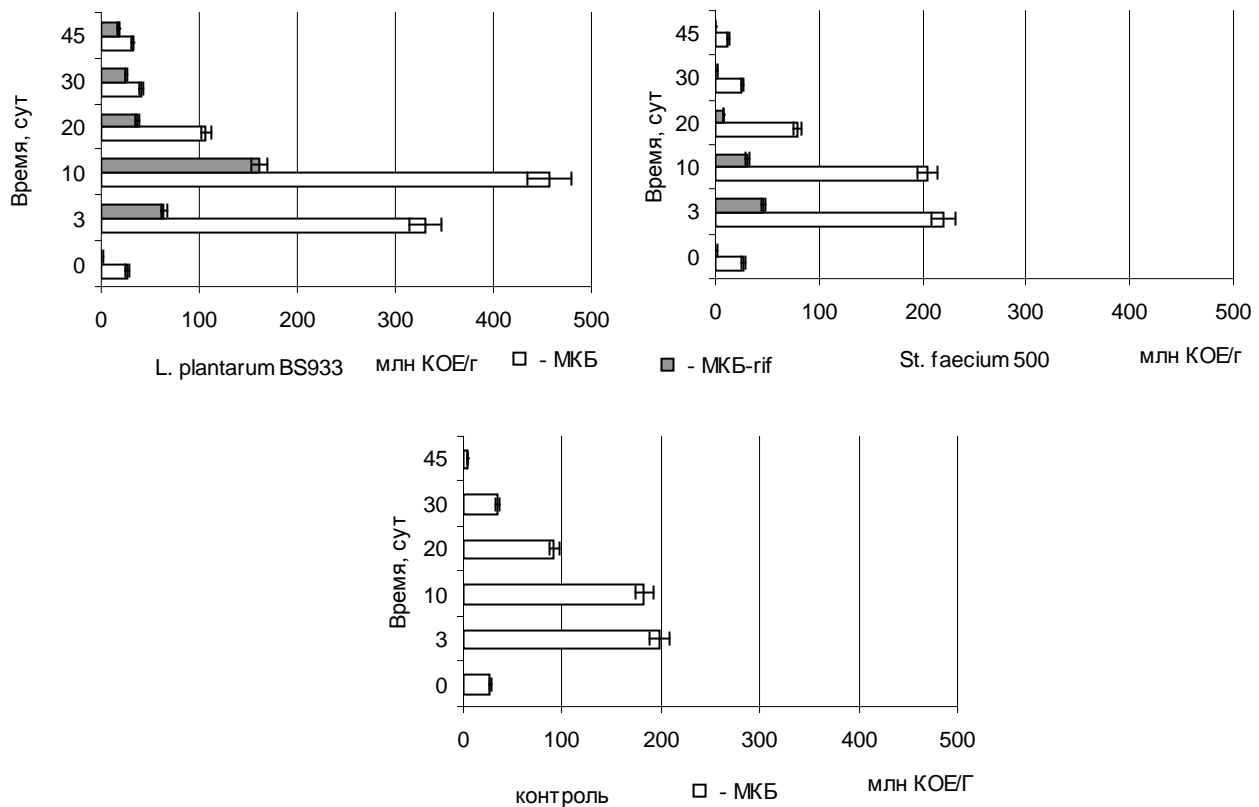 Время, сут
45
30
20
10
3
0
0 100 200 300 400 500
L. plantarum BS933 млн КОЕ/г - МКБ
Время, сут
45
30
20
10
3
0
0 100 200 300 400 500
- МКБ-rif St. faecium 500 млн КОЕ/г
Время, сут
45
30
20
10
3
0
0 100 200 300 400 500
контроль - МКБ млн КОЕ/Г